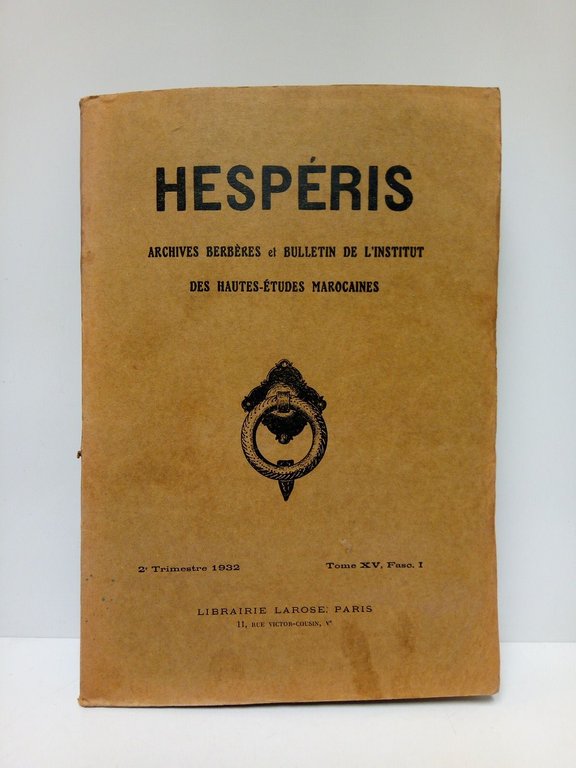 HESPÉRIS
ARCHIVES BERBÈRES et BULLETIN DE L'INSTITUT
DES HAUTES-ÉTUDES MAROCAINES
2ᵉ Trimestre 1932
Tome XV, Fasc. I
LIBRAIRIE LAROSE, PARIS
11, RUE VICTOR-COUSIN, Vᵉ